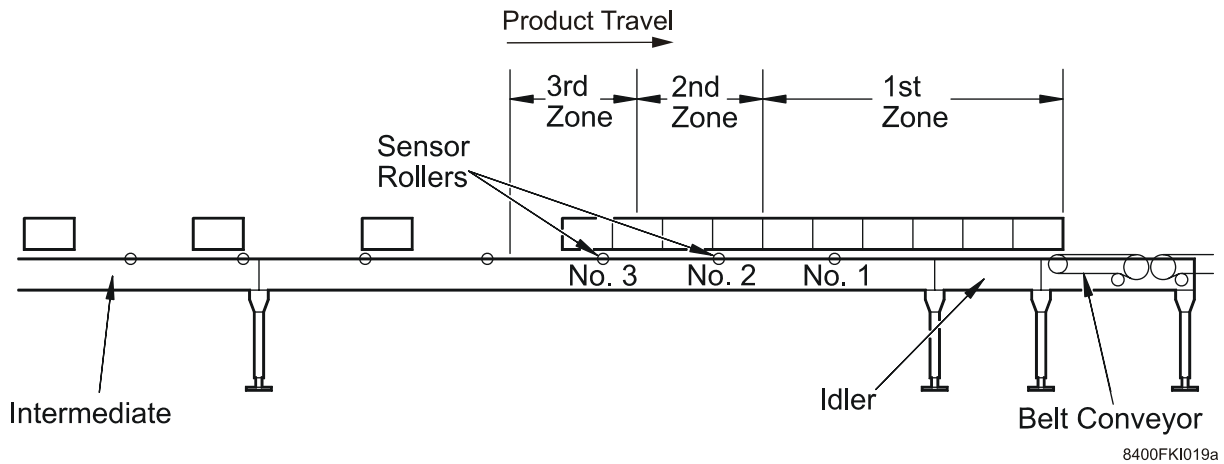 Product Travel
3rd
Zone
2nd
Zone
1st
Zone
Sensor
Rollers
No. 3
No. 2
No. 1
Intermediate
Idler
Belt Conveyor
8400FKI019a